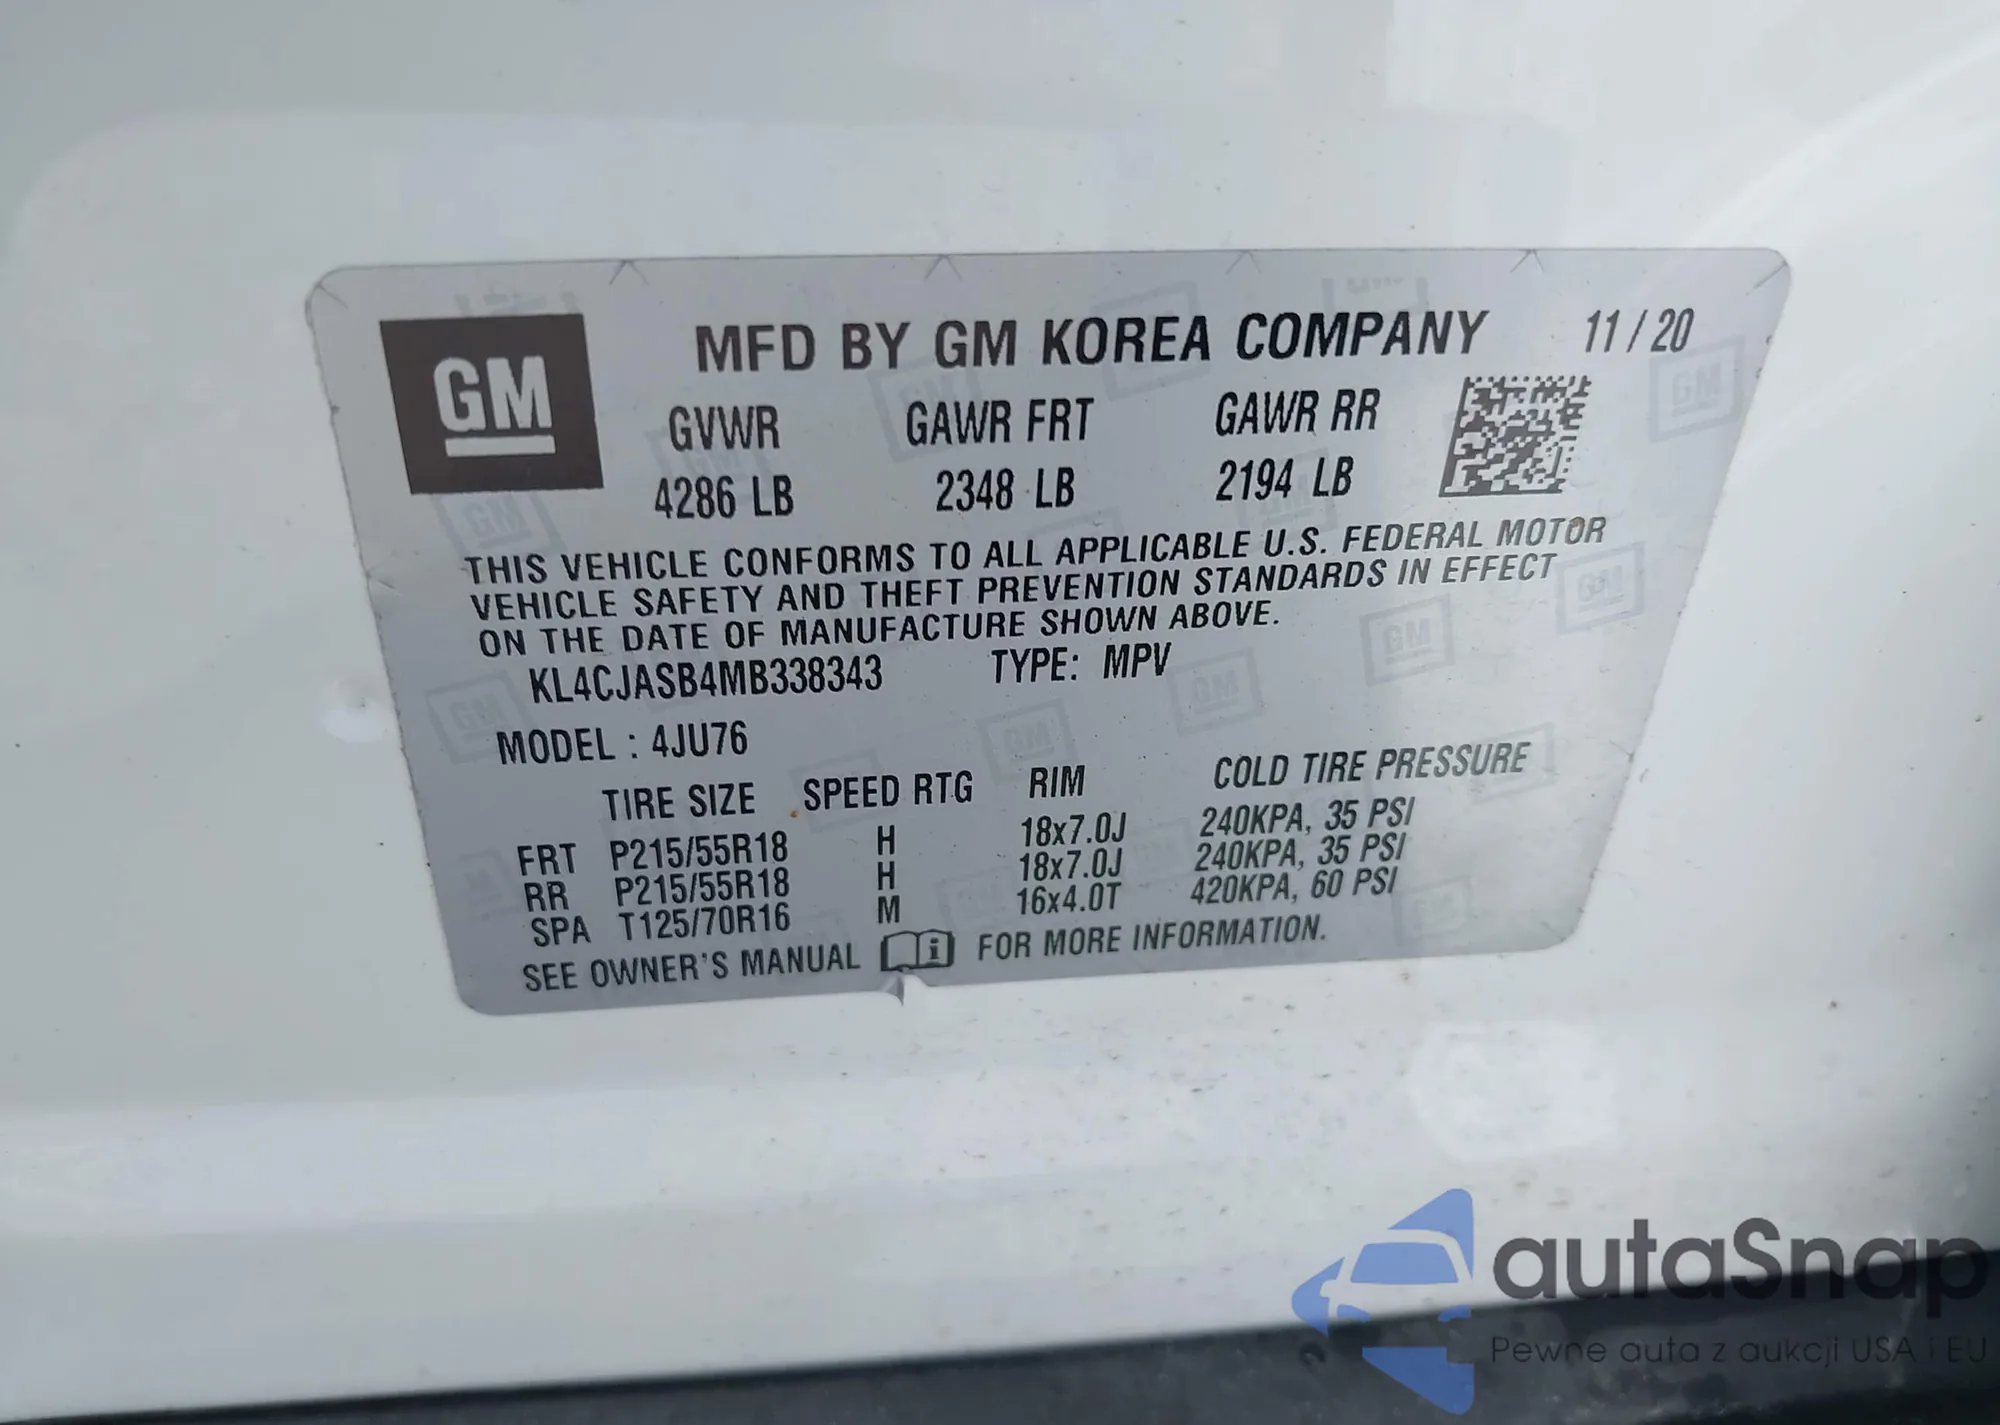 GM
MFD BY GM KOREA COMPANY 11/20
GVWR GAWR FRT GAWR RR
4286 LB 2348 LB 2194 LB
THIS VEHICLE CONFORMS TO ALL APPLICABLE U.S. FEDERAL MOTOR
VEHICLE SAFETY AND THEFT PREVENTION STANDARDS IN EFFECT
ON THE DATE OF MANUFACTURE SHOWN ABOVE.
KL4CJASB4MB338343 TYPE: MPV
MODEL : 4JU76
TIRE SIZE SPEED RTG RIM COLD TIRE PRESSURE
FRT P215/55R18 H 18x7.0J 240KPA, 35 PSI
RR P215/55R18 H 18x7.0J 240KPA, 35 PSI
SPA T125/70R16 M 16x4.0T 420KPA, 60 PSI
SEE OWNER'S MANUAL i FOR MORE INFORMATION.
autaSnap
Pewne auta z aukcji USA i EU